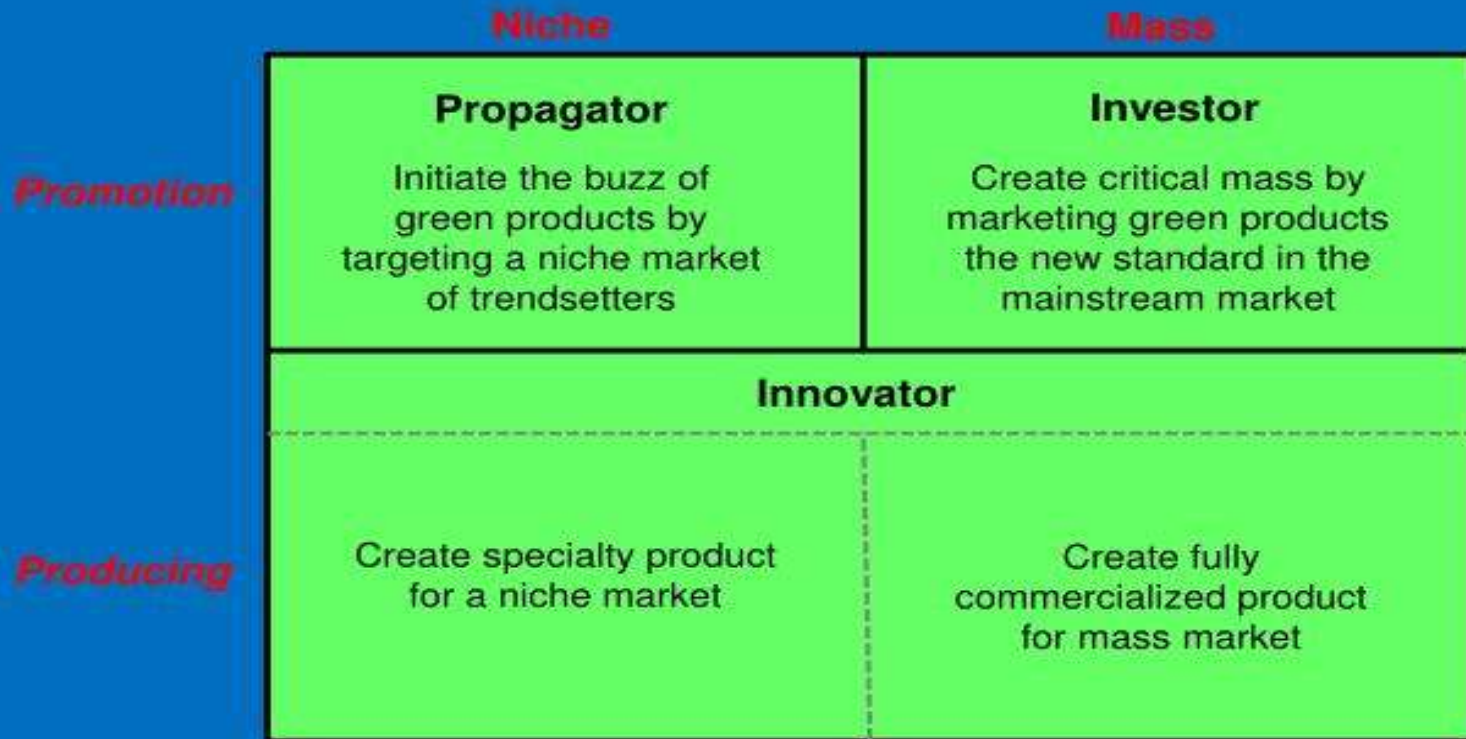 Niche
Mass
Promotion
Propagator
Initiate the buzz of
green products by
targeting a niche market
of trendsetters
Investor
Create critical mass by
marketing green products
the new standard in the
mainstream market
Innovator
Producing
Create specialty product
for a niche market
Create fully
commercialized product
for mass market